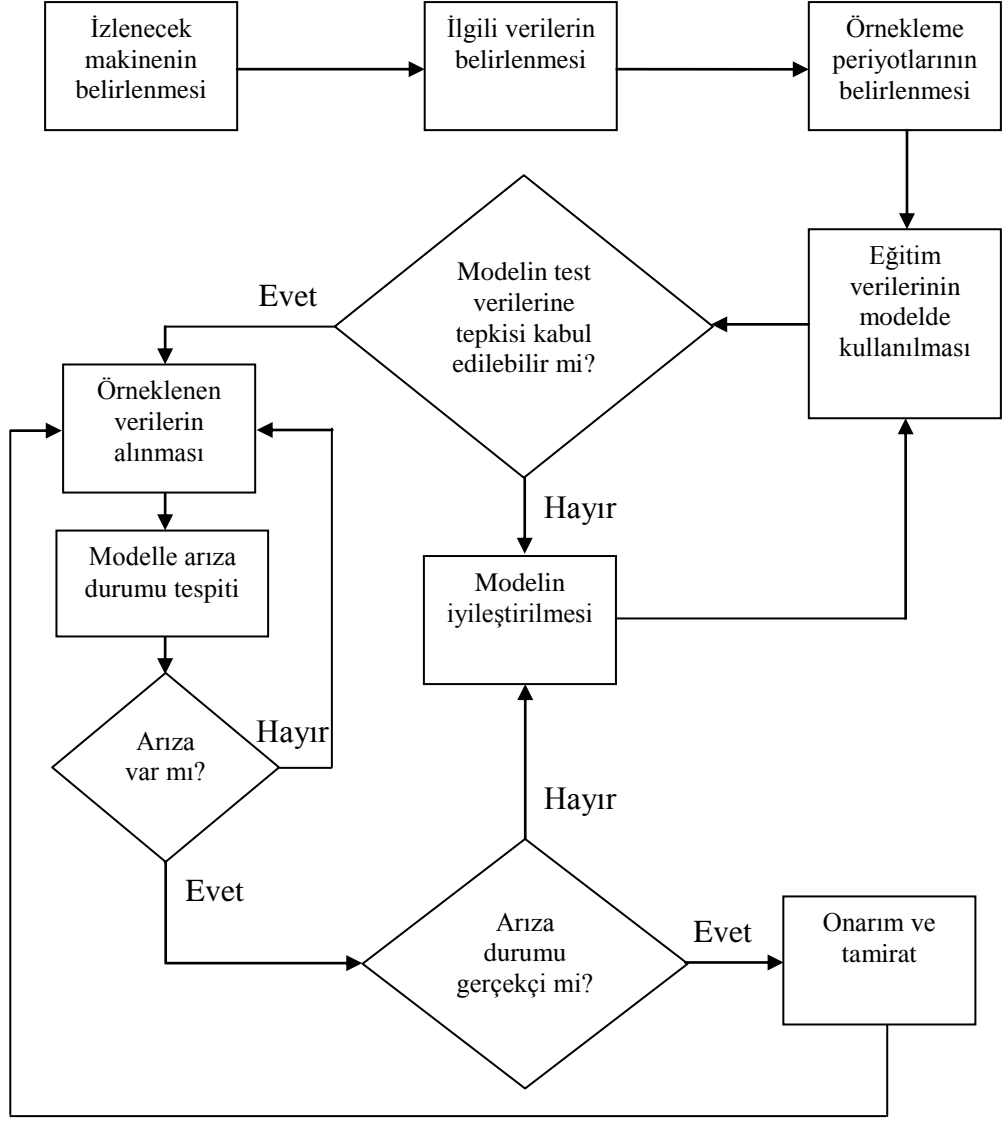 İzlenecek
makinenin
belirlenmesi
İlgili verilerin
belirlenmesi
Örnekleme
periyotlarının
belirlenmesi
Eğitim
verilerinin
modelde
kullanılması
Modelin test
verilerine
tepkisi kabul
edilebilir mi?
Evet
Hayır
Örneklenen
verilerin
alınması
Modelle arıza
durumu tespiti
Modelin
iyileştirilmesi
Arıza
var mı?
Hayır
Evet
Hayır
Arıza
durumu
gerçekçi mi?
Evet
Onarım ve
tamirat